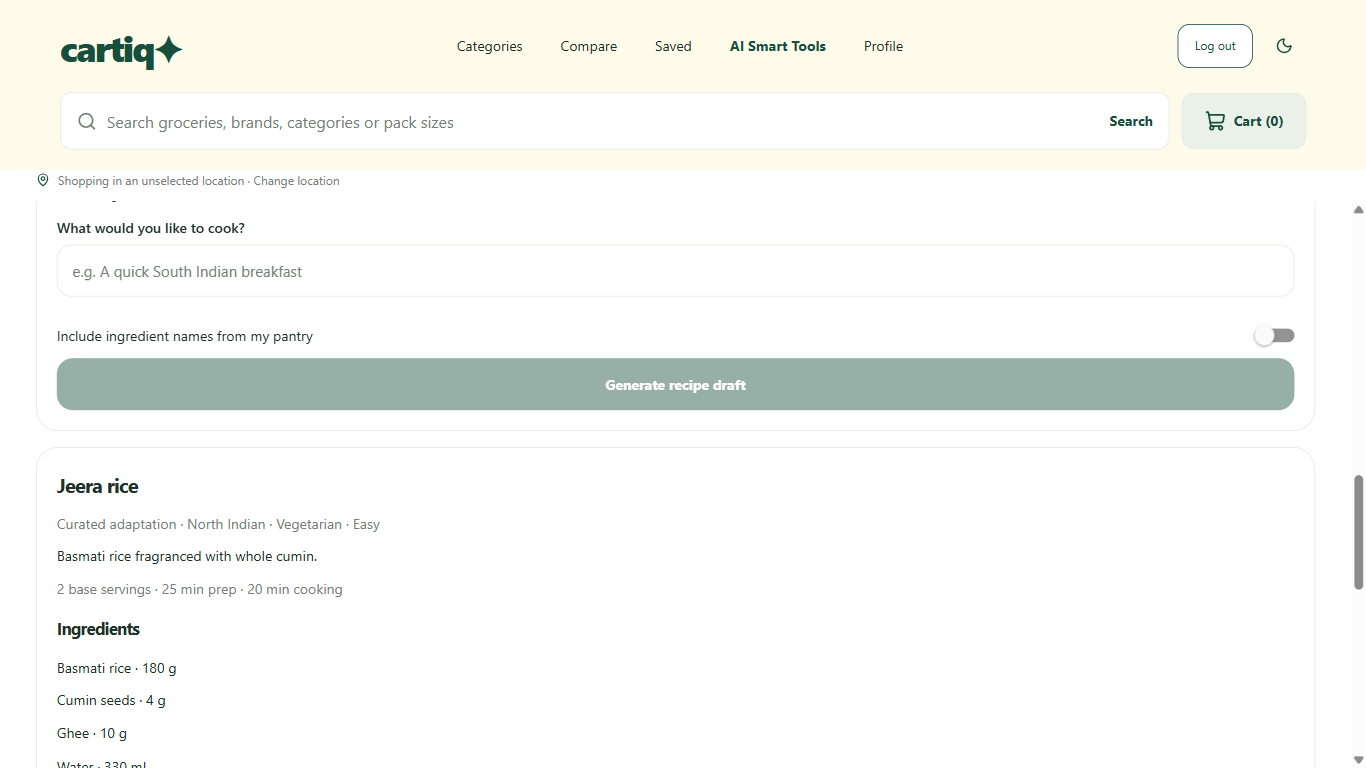 cartiq
Categories
Compare
Saved
AI Smart Tools
Profile
Log out
Search groceries, brands, categories or pack sizes
Search
Cart (0)
Shopping in an unselected location · Change location
What would you like to cook?
e.g. A quick South Indian breakfast
Include ingredient names from my pantry
Generate recipe draft
Jeera rice
Curated adaptation · North Indian · Vegetarian · Easy
Basmati rice fragranced with whole cumin.
2 base servings · 25 min prep · 20 min cooking
Ingredients
Basmati rice · 180 g
Cumin seeds · 4 g
Ghee · 10 g
Water · 330 ml